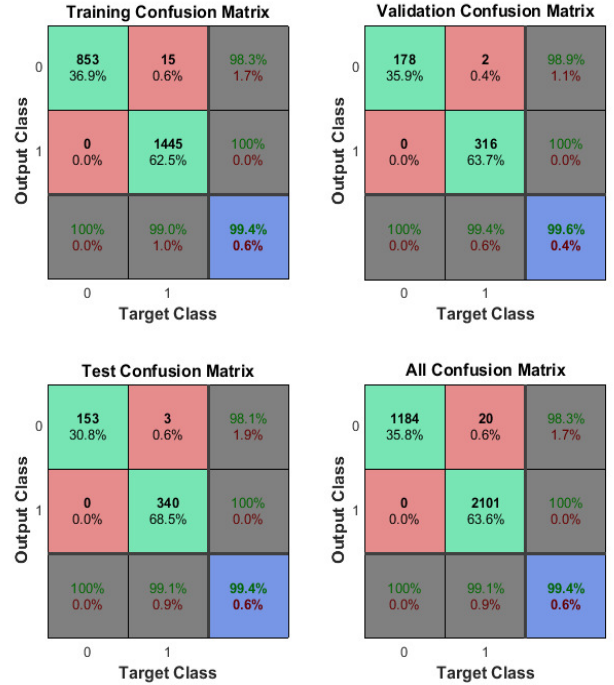 Training Confusion Matrix
Output Class
0
853 15 98.3%
36.9% 0.6% 1.7%
1
0 1445 100%
0.0% 62.5% 0.0%
100% 99.0% 99.4%
0.0% 1.0% 0.6%
0 1
Target Class
Validation Confusion Matrix
Output Class
0
178 2 98.9%
35.9% 0.4% 1.1%
1
0 316 100%
0.0% 63.7% 0.0%
100% 99.4% 99.6%
0.0% 0.6% 0.4%
0 1
Target Class
Test Confusion Matrix
Output Class
0
153 3 98.1%
30.8% 0.6% 1.9%
1
0 340 100%
0.0% 68.5% 0.0%
100% 99.1% 99.4%
0.0% 0.9% 0.6%
0 1
Target Class
All Confusion Matrix
Output Class
0
1184 20 98.3%
35.8% 0.6% 1.7%
1
0 2101 100%
0.0% 63.6% 0.0%
100% 99.1% 99.4%
0.0% 0.9% 0.6%
0 1
Target Class